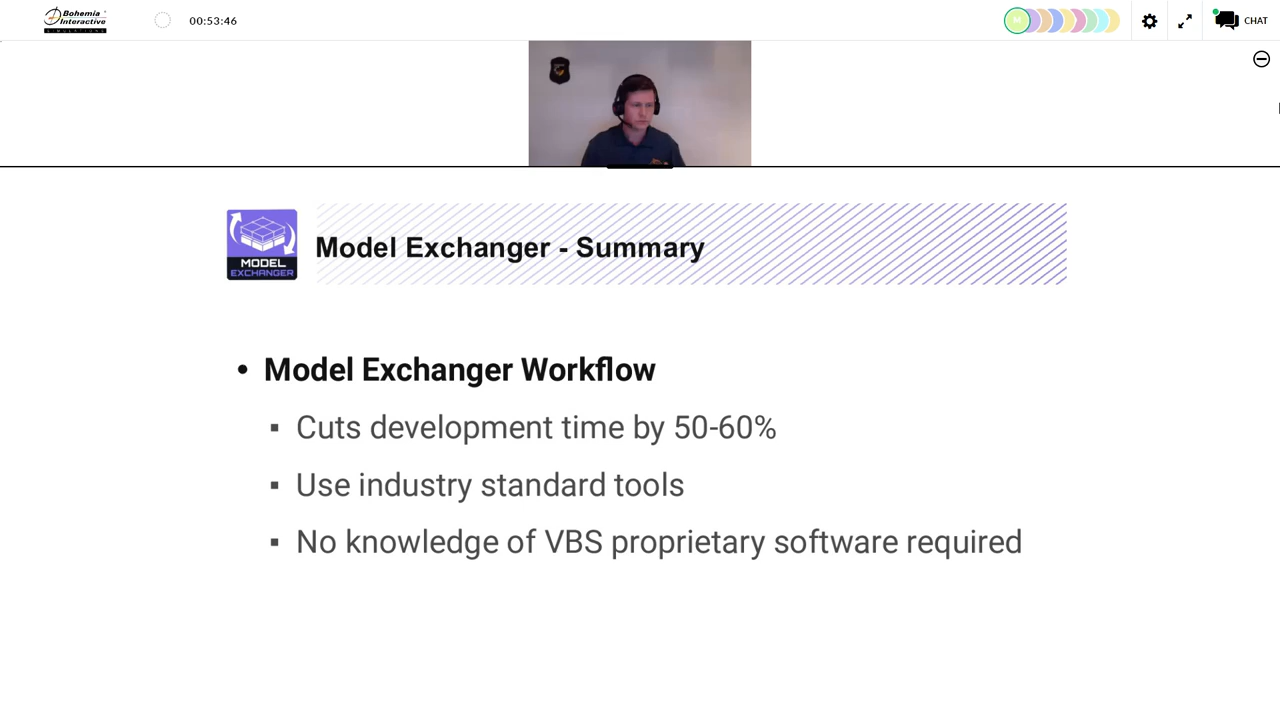 Bohemia
Interactive
SIMULATIONS
00:53:46
M
CHAT
MODEL
EXCHANGER
Model Exchanger - Summary
• Model Exchanger Workflow
▪ Cuts development time by 50-60%
▪ Use industry standard tools
▪ No knowledge of VBS proprietary software required